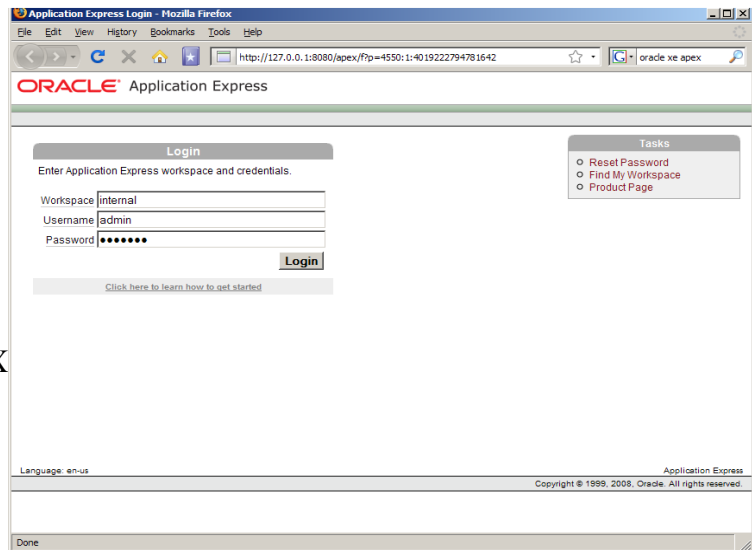 Application Express Login - Mozilla Firefox
File Edit View History Bookmarks Tools Help
http://127.0.0.1:8080/apex/f?p=4550:1:4019222794781642
G oracle xe apex
ORACLE Application Express
Login
Enter Application Express workspace and credentials.
Workspace internal
Username admin
Password •••••••
Login
Click here to learn how to get started
Tasks
Reset Password
Find My Workspace
Product Page
X
Language: en-us
Application Express
Copyright © 1999, 2008, Oracle. All rights reserved.
Done